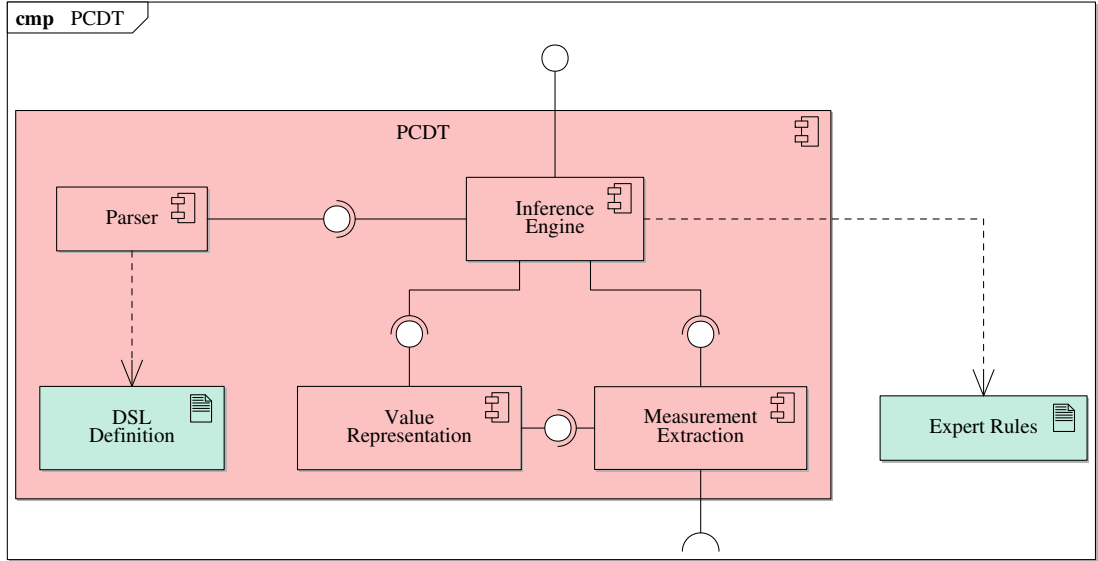 cmp PCDT
PCDT
Parser
Inference
Engine
DSL
Definition
Value
Representation
Measurement
Extraction
Expert Rules